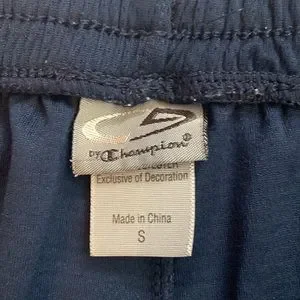 BY Champion
Exclusive of Decoration
Made in China
S